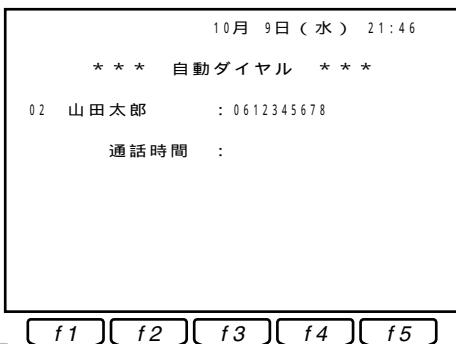 10月 9日(水) 21:46
*** 自動ダイヤル ***
02 山田太郎 :0612345678
通話時間 :
f1 f2 f3 f4 f5